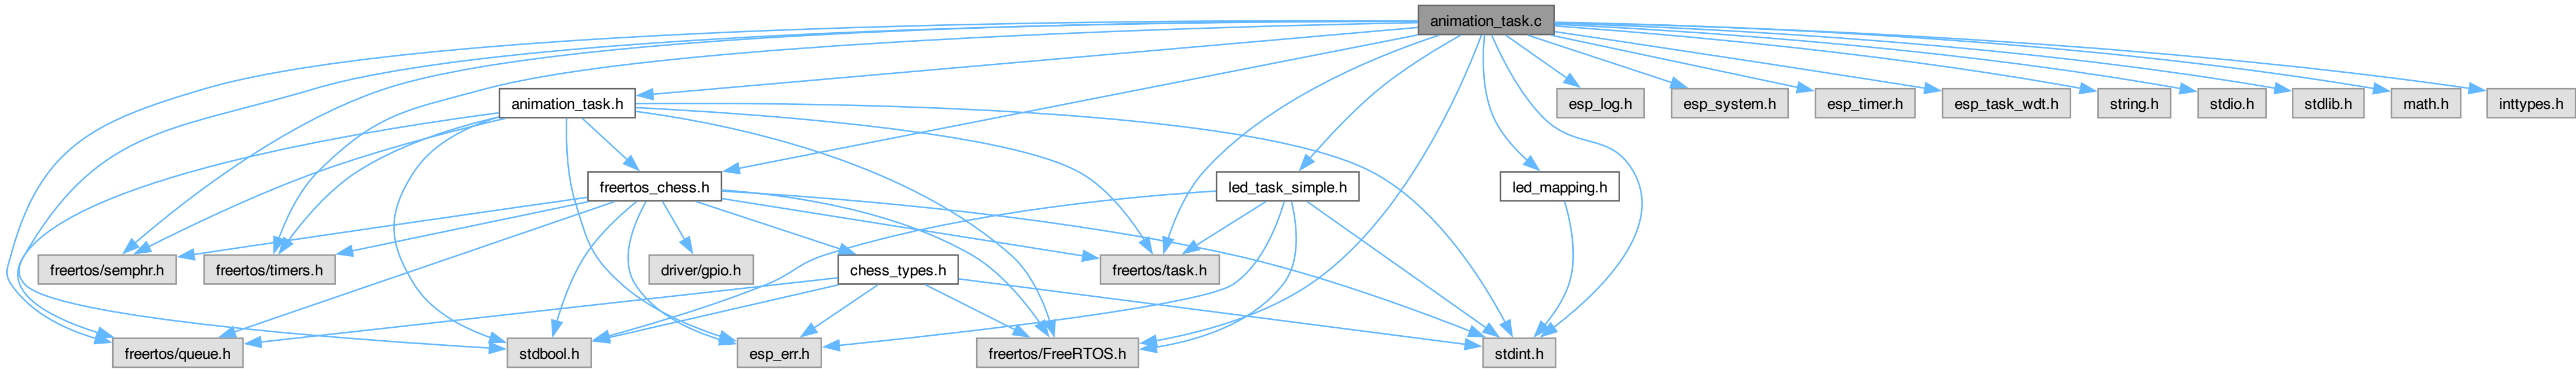 animation_task.c
animation_task.h
esp_log.h
esp_system.h
esp_timer.h
esp_task_wdt.h
string.h
stdio.h
stdlib.h
math.h
inttypes.h
freertos_chess.h
led_task_simple.h
led_mapping.h
freertos/semphr.h
freertos/timers.h
driver/gpio.h
chess_types.h
freertos/task.h
freertos/queue.h
stdbool.h
esp_err.h
freertos/FreeRTOS.h
stdint.h